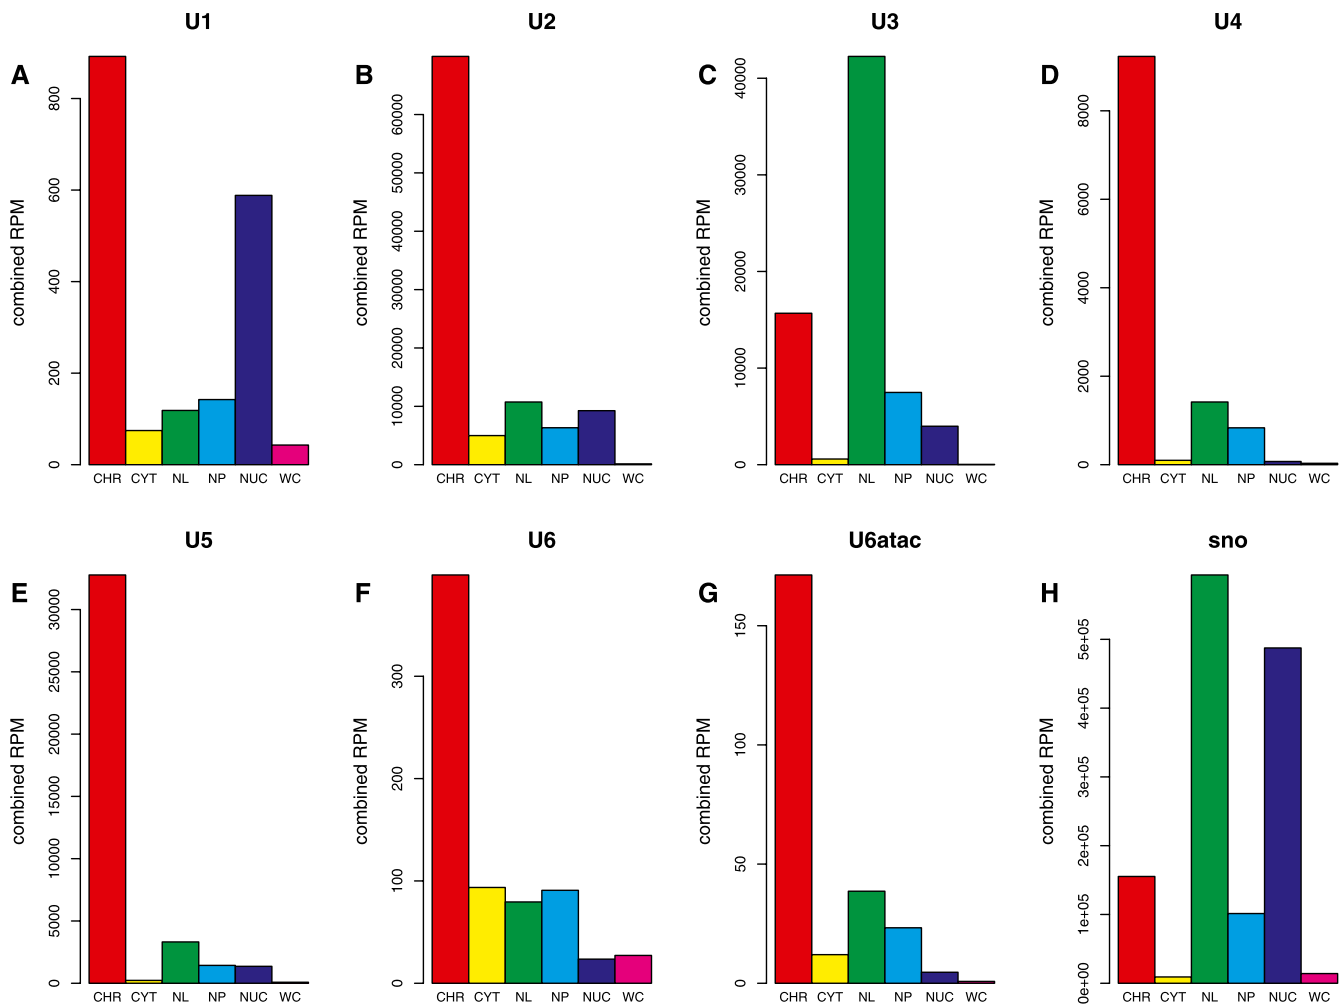 U1
A
combined RPM
0
200
400
600
800
CHR CYT NL NP NUC WC
U2
B
combined RPM
0
10000
20000
30000
40000
50000
60000
CHR CYT NL NP NUC WC
U3
C
combined RPM
0
10000
20000
30000
40000
CHR CYT NL NP NUC WC
U4
D
combined RPM
0
2000
4000
6000
8000
CHR CYT NL NP NUC WC
U5
E
combined RPM
0
5000
10000
15000
20000
25000
30000
CHR CYT NL NP NUC WC
U6
F
combined RPM
0
100
200
300
CHR CYT NL NP NUC WC
U6atac
G
combined RPM
0
50
100
150
CHR CYT NL NP NUC WC
sno
H
combined RPM
0e+00
1e+05
2e+05
3e+05
4e+05
5e+05
CHR CYT NL NP NUC WC